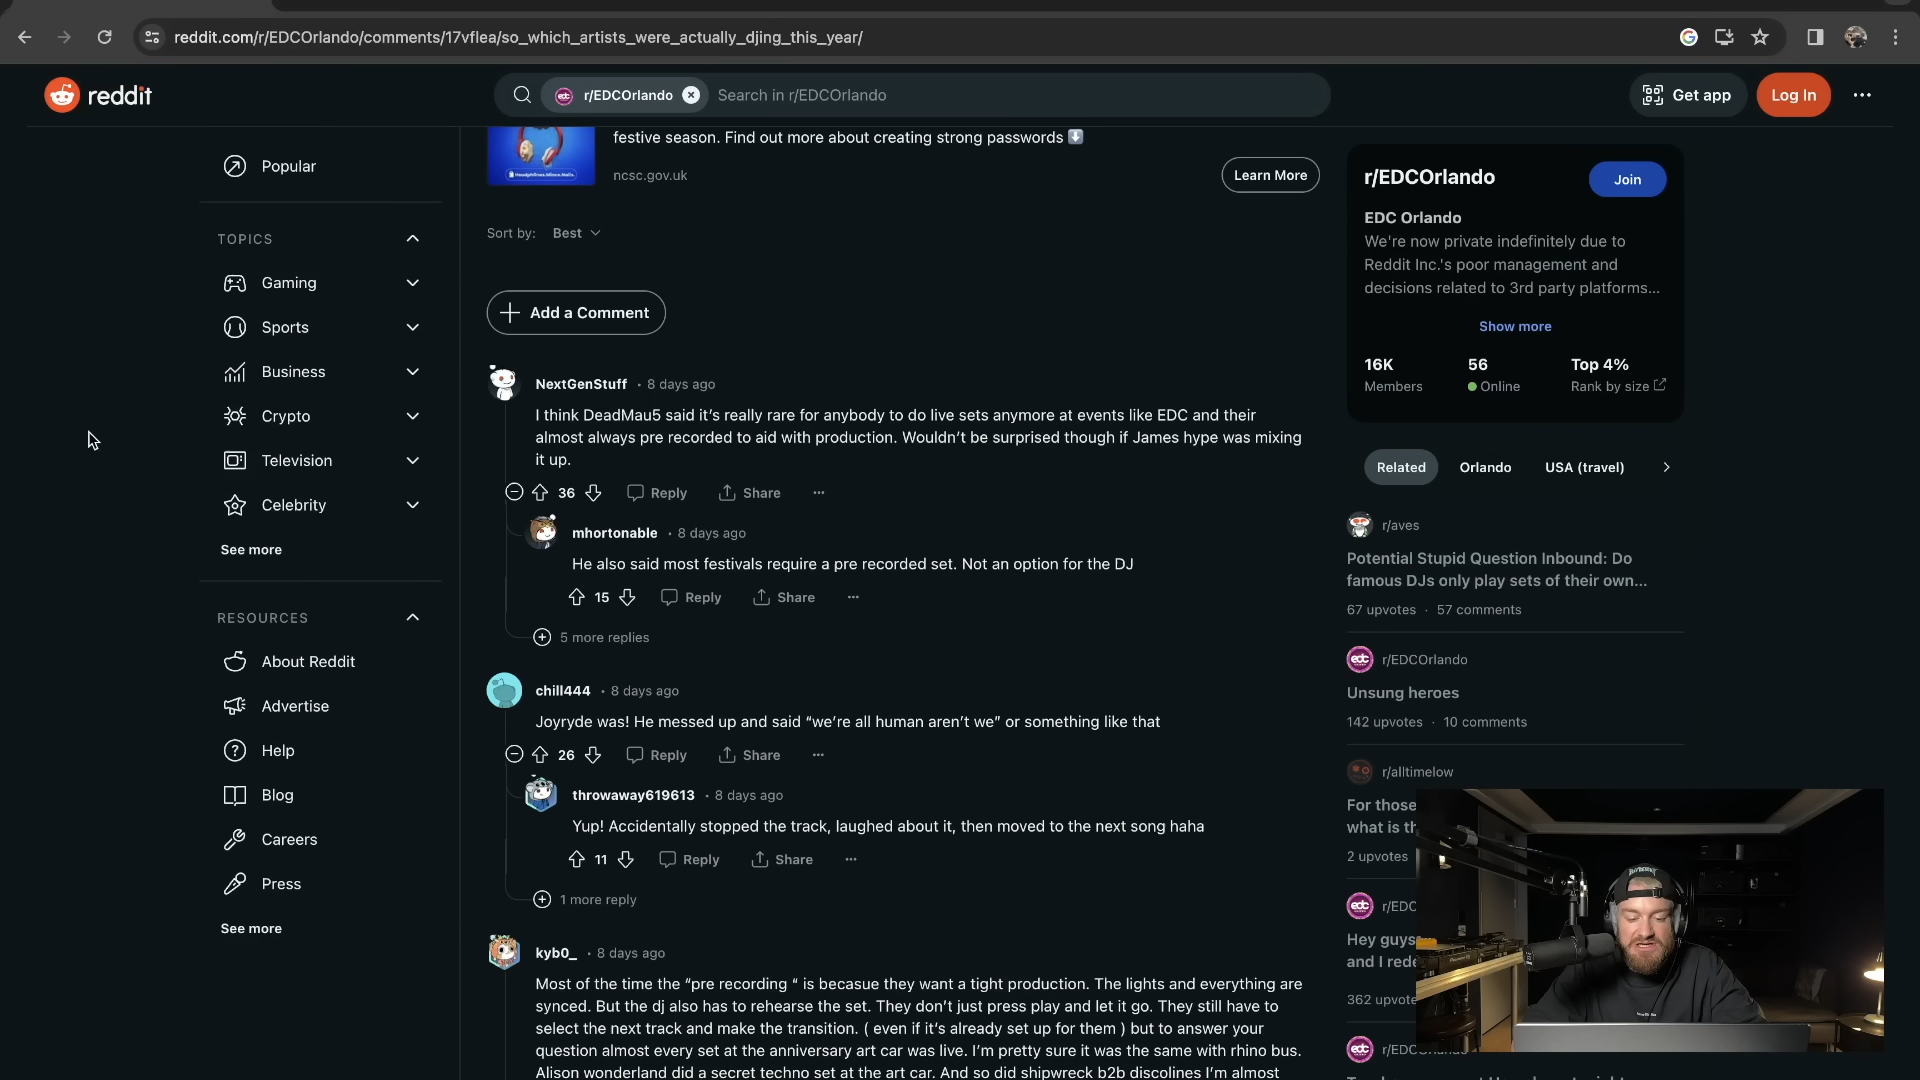 reddit.com/r/EDCOrlando/comments/17vflea/so_which_artists_were_actually_djing_this_year/
reddit
r/EDCOrlando
Search in r/EDCOrlando
Get app
Log In
Popular
TOPICS
Gaming
Sports
Business
Crypto
Television
Celebrity
See more
RESOURCES
About Reddit
Advertise
Help
Blog
Careers
Press
See more
festive season. Find out more about creating strong passwords
ncsc.gov.uk
Learn More
Sort by: Best
Add a Comment
NextGenStuff • 8 days ago
I think DeadMau5 said it’s really rare for anybody to do live sets anymore at events like EDC and their
almost always pre recorded to aid with production. Wouldn’t be surprised though if James hype was mixing
it up.
36 Reply Share
mhortonable • 8 days ago
He also said most festivals require a pre recorded set. Not an option for the DJ
15 Reply Share
5 more replies
chill444 • 8 days ago
Joyryde was! He messed up and said “we’re all human aren’t we” or something like that
26 Reply Share
throwaway619613 • 8 days ago
Yup! Accidentally stopped the track, laughed about it, then moved to the next song haha
11 Reply Share
1 more reply
kyb0_ • 8 days ago
Most of the time the “pre recording “ is becasue they want a tight production. The lights and everything are
synced. But the dj also has to rehearse the set. They don’t just press play and let it go. They still have to
select the next track and make the transition. ( even if it’s already set up for them ) but to answer your
question almost every set at the anniversary art car was live. I’m pretty sure it was the same with rhino bus.
Alison wonderland did a secret techno set at the art car. And so did shipwreck b2b discolines I’m almost
r/EDCOrlando
Join
EDC Orlando
We're now private indefinitely due to
Reddit Inc.'s poor management and
decisions related to 3rd party platforms...
Show more
16K 56 Top 4%
Members Online Rank by size
Related Orlando USA (travel)
r/aves
Potential Stupid Question Inbound: Do
famous DJs only play sets of their own...
67 upvotes · 57 comments
r/EDCOrlando
Unsung heroes
142 upvotes · 10 comments
r/alltimelow
For those
what is th
2 upvotes
r/EDC
Hey guys
and I rede
362 upvote